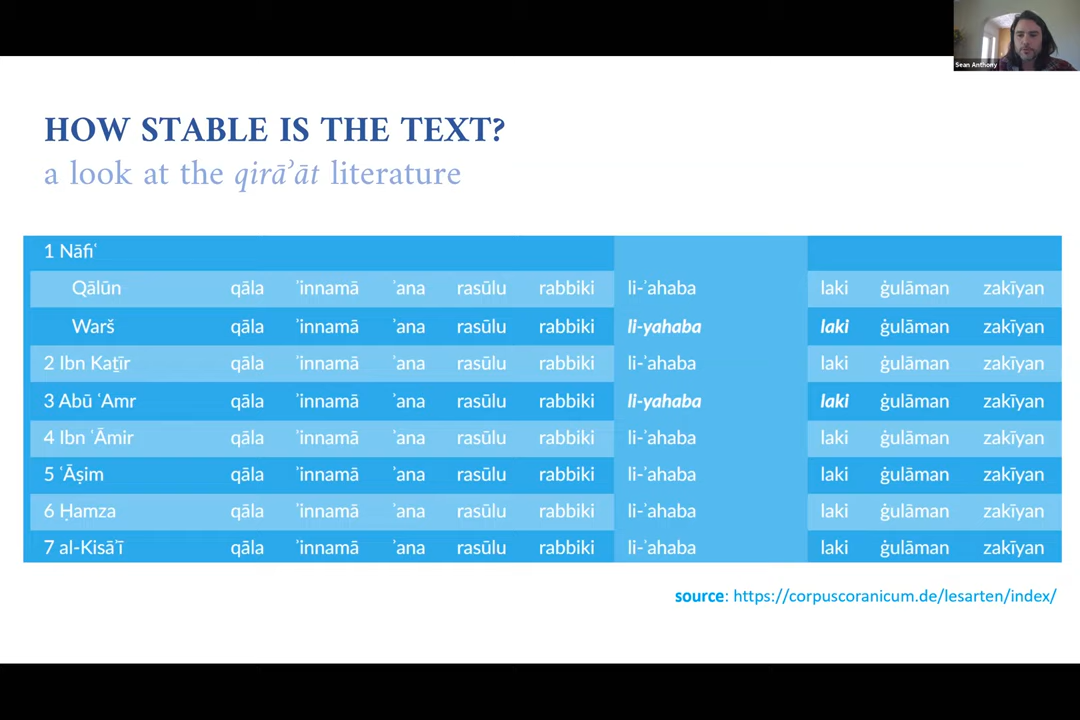 Sean Anthony
HOW STABLE IS THE TEXT?
a look at the qirāʾāt literature
1 Nāfiʿ
Qālūn qāla ʾinnamā ʾana rasūlu rabbiki li-ʾahaba laki ġulāman zakīyan
Warš qāla ʾinnamā ʾana rasūlu rabbiki li-yahaba laki ġulāman zakīyan
2 Ibn Kaṯīr qāla ʾinnamā ʾana rasūlu rabbiki li-ʾahaba laki ġulāman zakīyan
3 Abū ʿAmr qāla ʾinnamā ʾana rasūlu rabbiki li-yahaba laki ġulāman zakīyan
4 Ibn ʿĀmir qāla ʾinnamā ʾana rasūlu rabbiki li-ʾahaba laki ġulāman zakīyan
5 ʿĀṣim qāla ʾinnamā ʾana rasūlu rabbiki li-ʾahaba laki ġulāman zakīyan
6 Ḥamza qāla ʾinnamā ʾana rasūlu rabbiki li-ʾahaba laki ġulāman zakīyan
7 al-Kisāʾī qāla ʾinnamā ʾana rasūlu rabbiki li-ʾahaba laki ġulāman zakīyan
source: https://corpuscoranicum.de/lesarten/index/